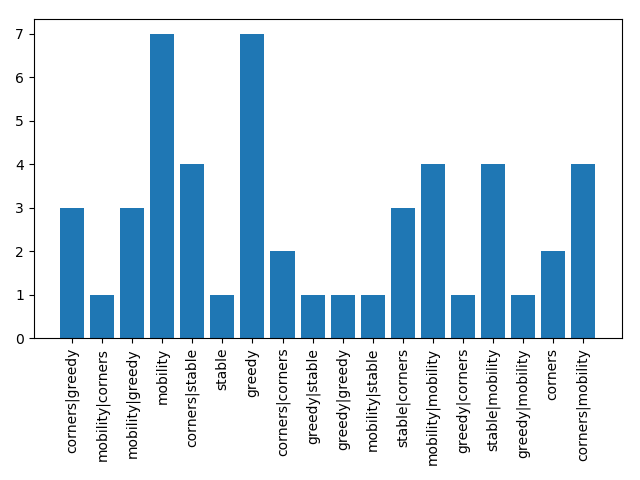 7
6
5
4
3
2
1
0
corners|greedy
mobility|corners
mobility|greedy
mobility
corners|stable
stable
greedy
corners|corners
greedy|stable
greedy|greedy
mobility|stable
stable|corners
mobility|mobility
greedy|corners
stable|mobility
greedy|mobility
corners
corners|mobility